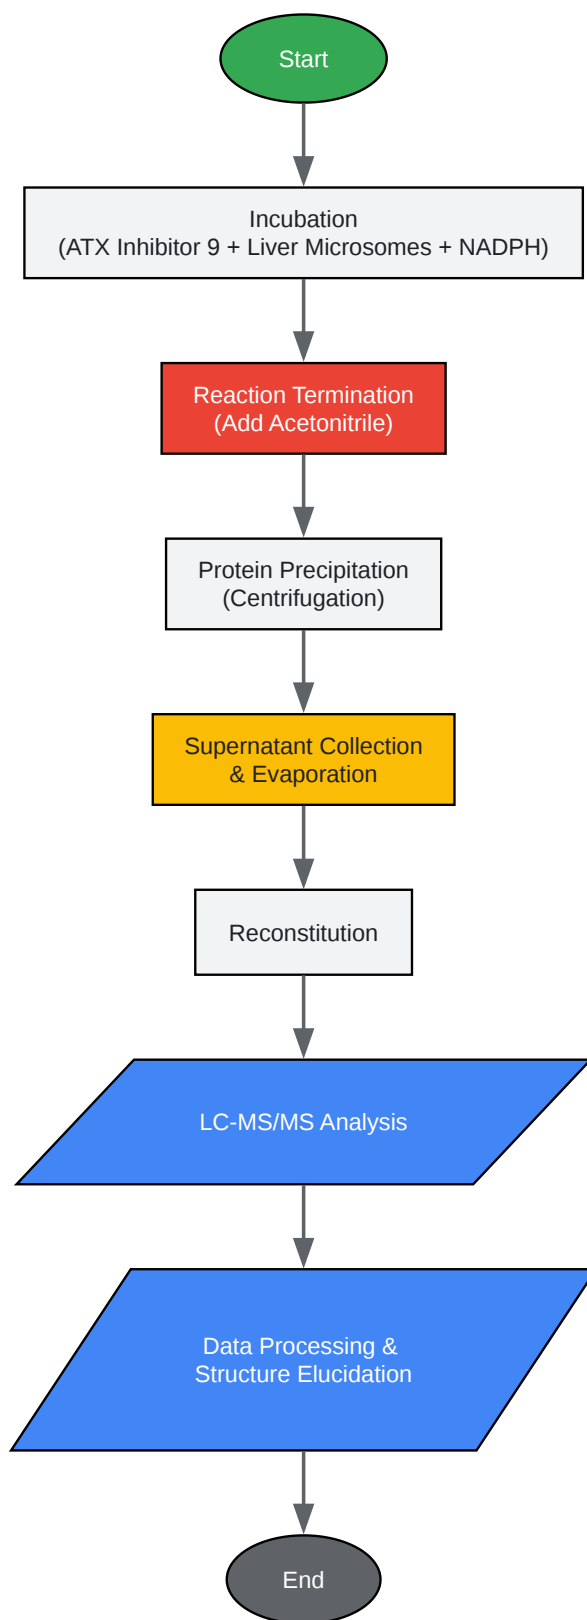 Start
Incubation
(ATX Inhibitor 9 + Liver Microsomes + NADPH)
Reaction Termination
(Add Acetonitrile)
Protein Precipitation
(Centrifugation)
Supernatant Collection
& Evaporation
Reconstitution
LC-MS/MS Analysis
Data Processing &
Structure Elucidation
End